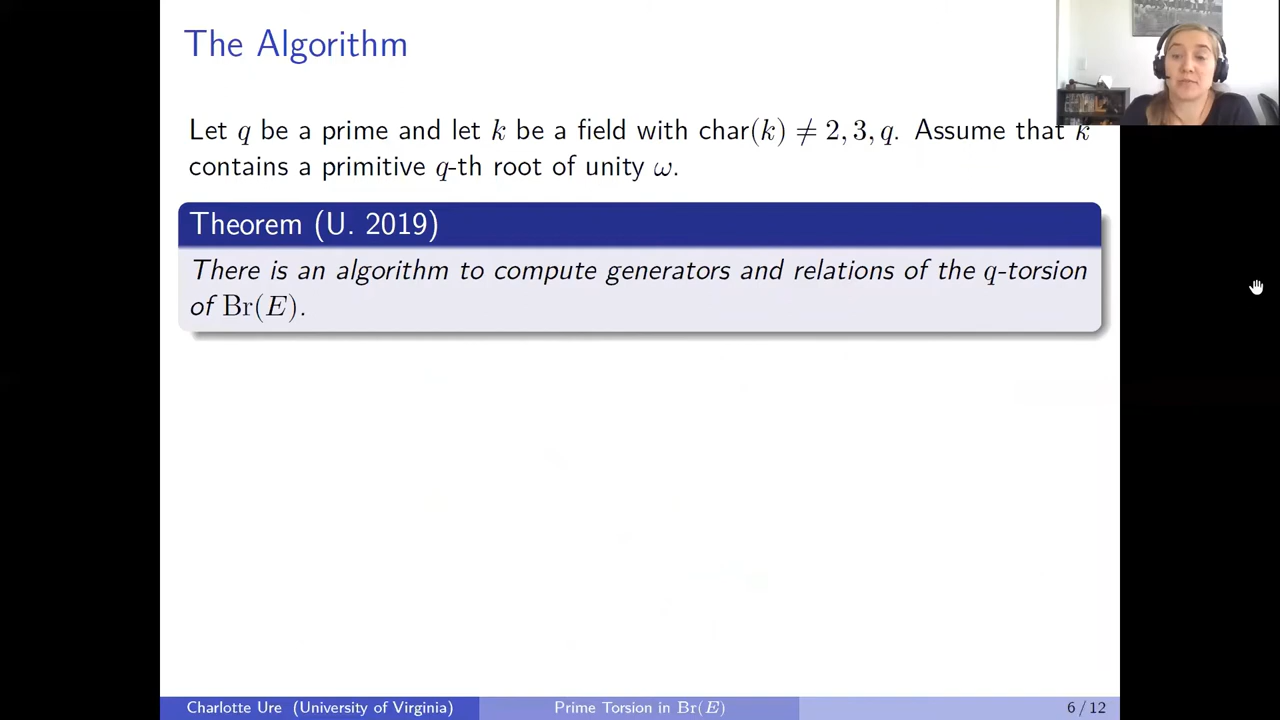 The Algorithm
Let q be a prime and let k be a field with char(k) ≠ 2, 3, q. Assume that k
contains a primitive q-th root of unity ω.
Theorem (U. 2019)
There is an algorithm to compute generators and relations of the q-torsion
of Br(E).
Charlotte Ure (University of Virginia) Prime Torsion in Br(E) 6 / 12